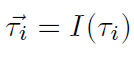 $\vec{\tau_i} = I(\tau_i)$